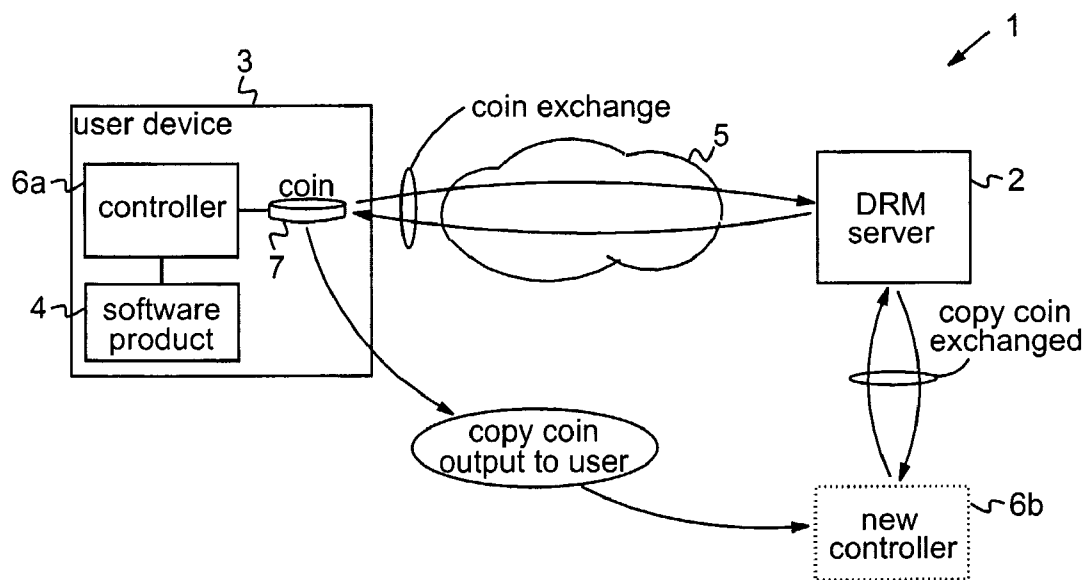 1
3
user device
coin exchange
5
6a
controller
coin
7
DRM
server
2
4
software
product
copy coin
exchanged
copy coin
output to user
new
controller
6b